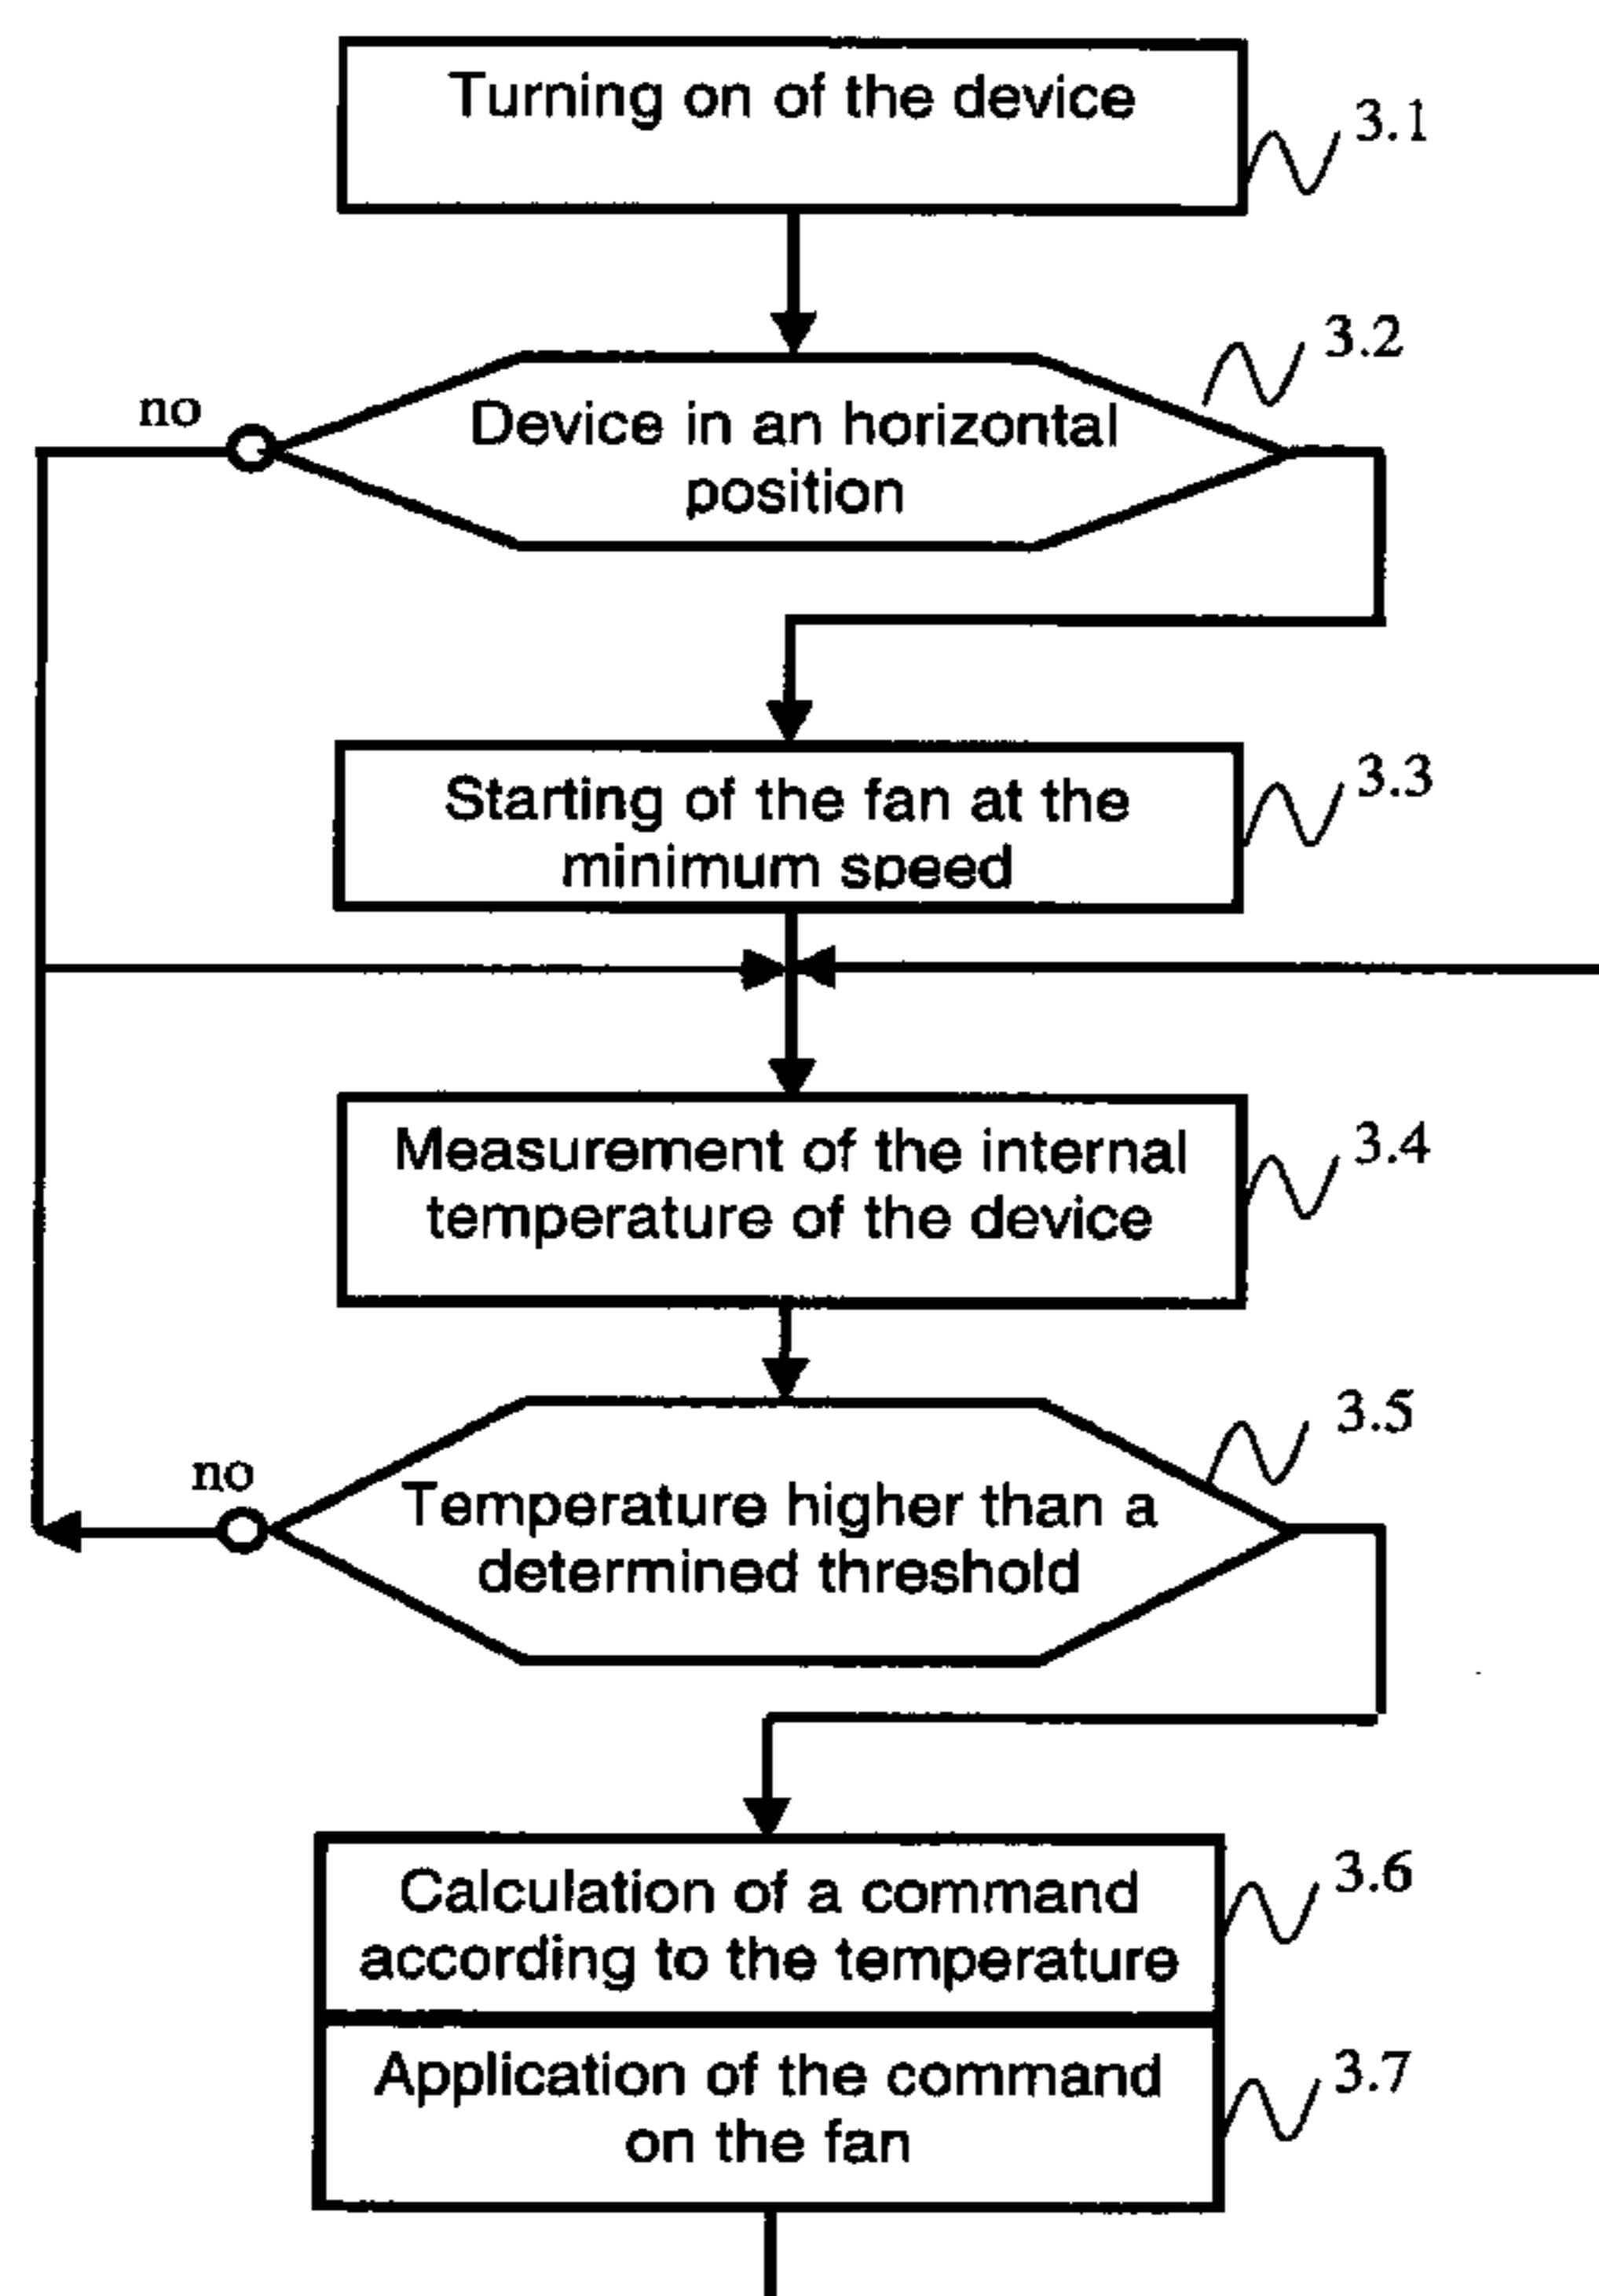 Turning on of the device
3.1
3.2
no
Device in an horizontal
position
3.3
Starting of the fan at the
minimum speed
3.4
Measurement of the internal
temperature of the device
3.5
no
Temperature higher than a
determined threshold
3.6
Calculation of a command
according to the temperature
3.7
Application of the command
on the fan